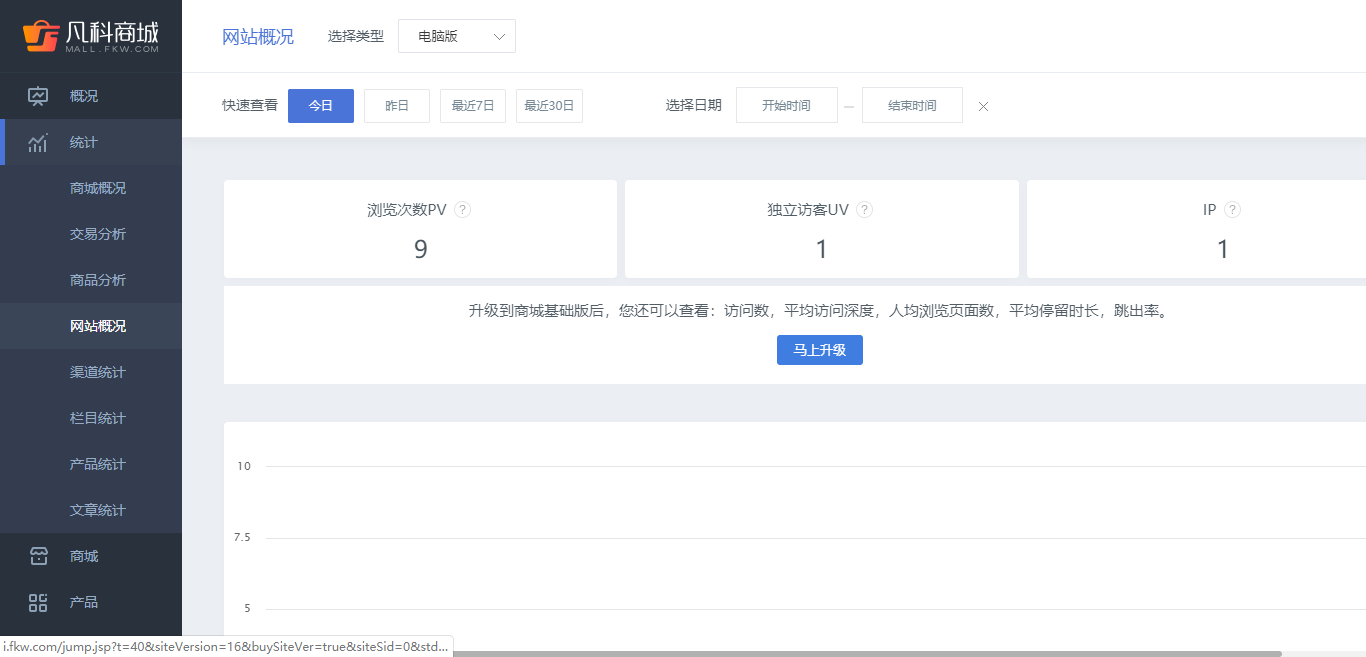 凡科商城
MALL.FKW.COM
概况
统计
商城概况
交易分析
商品分析
网站概况
渠道统计
栏目统计
产品统计
文章统计
商城
产品
网站概况 选择类型 电脑版
快速查看 今日 昨日 最近7日 最近30日 选择日期 开始时间 — 结束时间
浏览次数PV ? 独立访客UV ? IP ?
9 1 1
升级到商城基础版后，您还可以查看：访问数，平均访问深度，人均浏览页面数，平均停留时长，跳出率。
马上升级
10
7.5
5
i.fkw.com/jump.jsp?t=40&siteVersion=16&buySiteVer=true&siteSid=0&std...